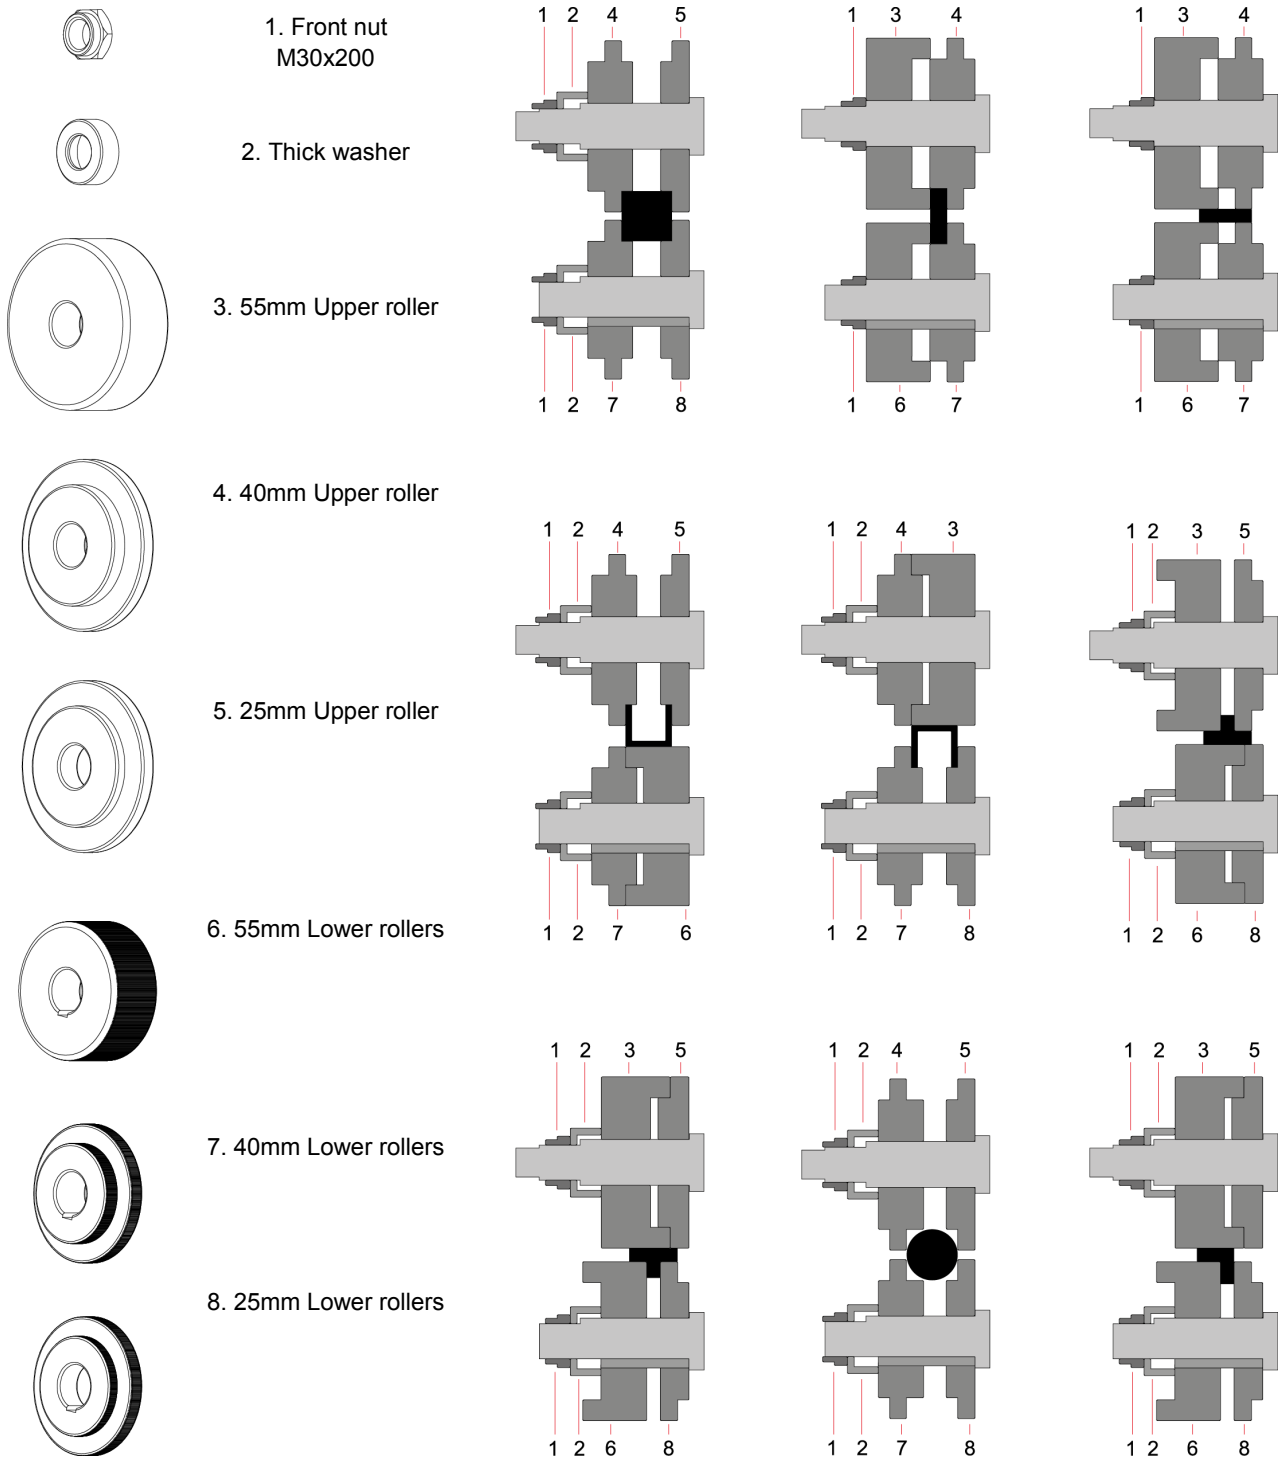 1. Front nut
M30x200
2. Thick washer
3. 55mm Upper roller
4. 40mm Upper roller
5. 25mm Upper roller
6. 55mm Lower rollers
7. 40mm Lower rollers
8. 25mm Lower rollers
1 2 4 5
1 3 4
1 3 4
1 2 7 8
1 6 7
1 6 7
1 2 4 5
1 2 4 3
1 2 3 5
1 2 7 6
1 2 7 8
1 2 6 8
1 2 3 5
1 2 4 5
1 2 3 5
1 2 6 8
1 2 7 8
1 2 6 8